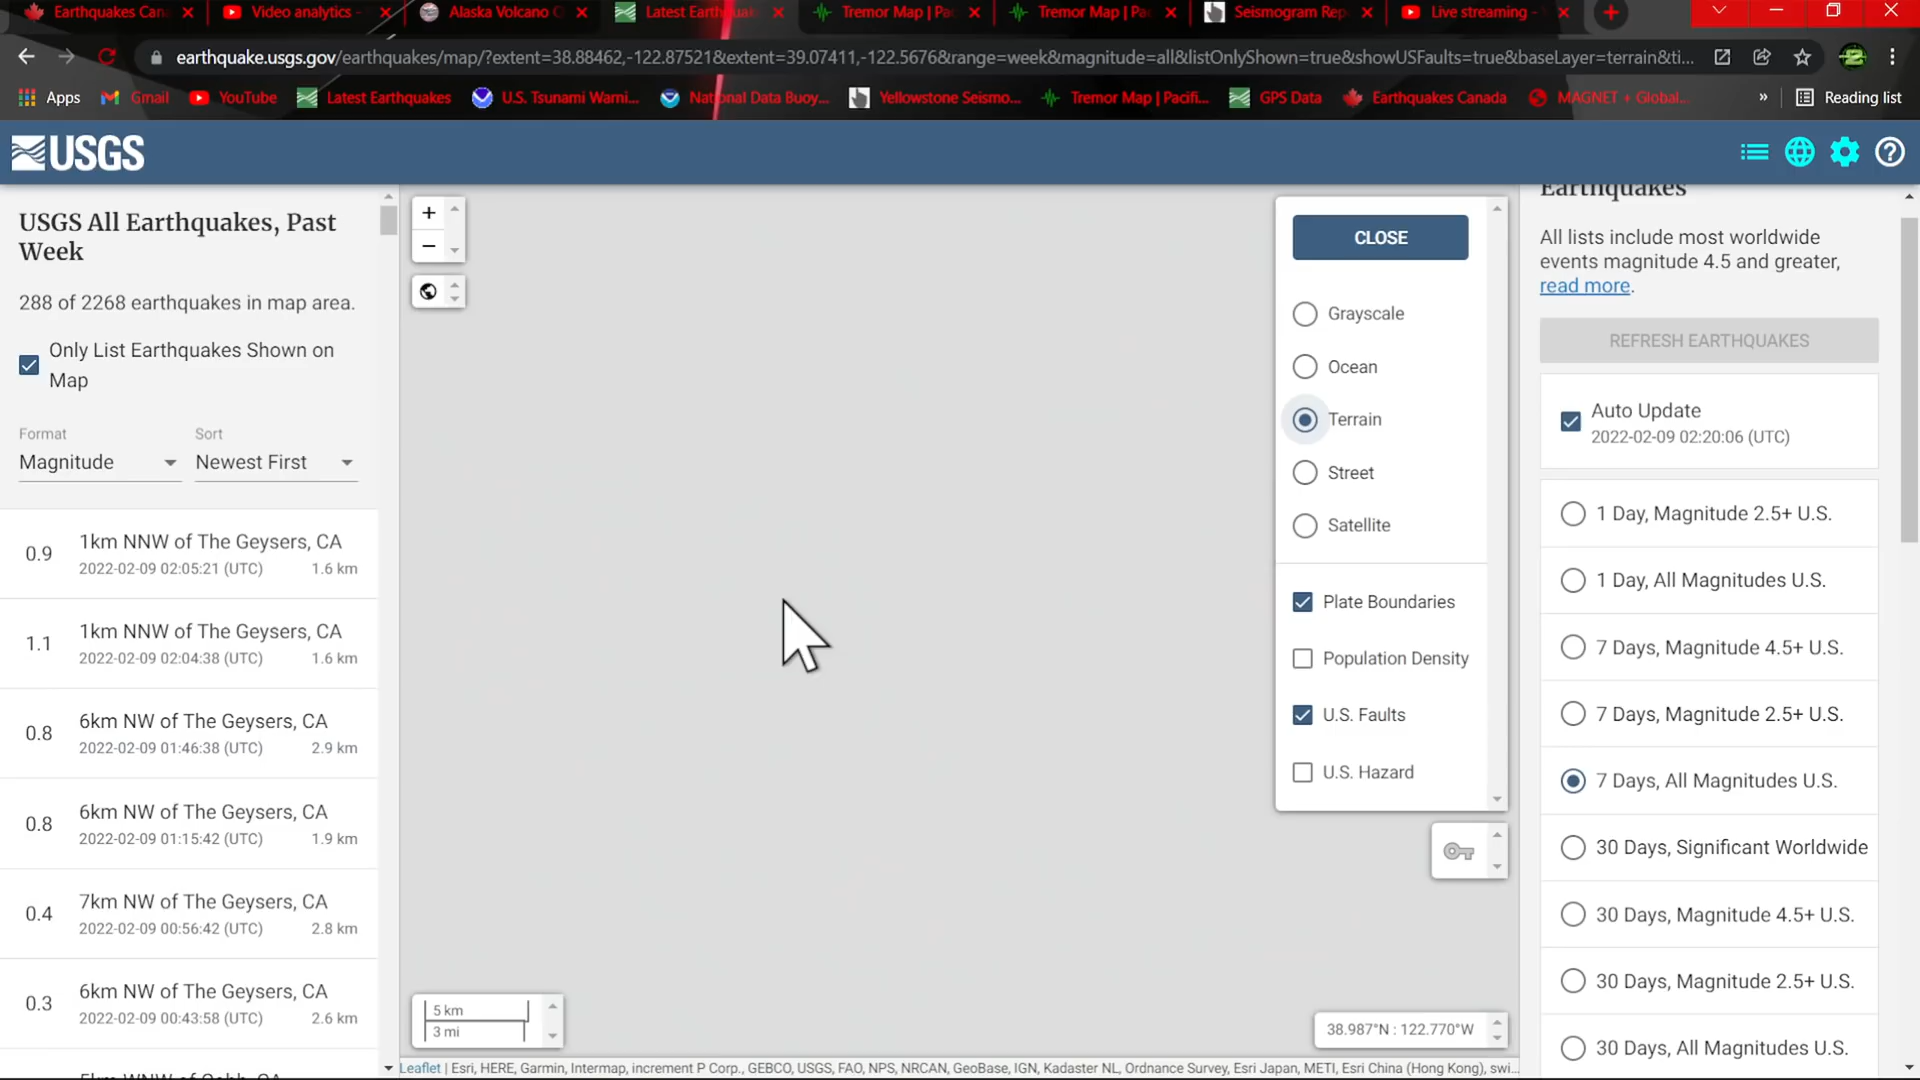 Earthquakes Can
Video analytics -
Alaska Volcano O
Latest Earthquak
Tremor Map | Pac
Tremor Map | Pac
Seismogram Rep
Live streaming -
earthquake.usgs.gov/earthquakes/map/?extent=38.88462,-122.87521&extent=39.07411,-122.5676&range=week&magnitude=all&listOnlyShown=true&showUSFaults=true&baseLayer=terrain&ti...
Apps
Gmail
YouTube
Latest Earthquakes
U.S. Tsunami Warni...
National Data Buoy...
Yellowstone Seismo...
Tremor Map | Pacifi...
GPS Data
Earthquakes Canada
MAGNET + Global...
»
Reading list
USGS
USGS All Earthquakes, Past
Week
288 of 2268 earthquakes in map area.
Only List Earthquakes Shown on
Map
Format
Sort
Magnitude
Newest First
0.9
1km NNW of The Geysers, CA
2022-02-09 02:05:21 (UTC) 1.6 km
1.1
1km NNW of The Geysers, CA
2022-02-09 02:04:38 (UTC) 1.6 km
0.8
6km NW of The Geysers, CA
2022-02-09 01:46:38 (UTC) 2.9 km
0.8
6km NW of The Geysers, CA
2022-02-09 01:15:42 (UTC) 1.9 km
0.4
7km NW of The Geysers, CA
2022-02-09 00:56:42 (UTC) 2.8 km
0.3
6km NW of The Geysers, CA
2022-02-09 00:43:58 (UTC) 2.6 km
5km WNW of Cobb, CA
+
−
5 km
3 mi
CLOSE
Grayscale
Ocean
Terrain
Street
Satellite
Plate Boundaries
Population Density
U.S. Faults
U.S. Hazard
38.987°N : 122.770°W
Leaflet | Esri, HERE, Garmin, Intermap, increment P Corp., GEBCO, USGS, FAO, NPS, NRCAN, GeoBase, IGN, Kadaster NL, Ordnance Survey, Esri Japan, METI, Esri China (Hong Kong), swi...
Earthquakes
All lists include most worldwide
events magnitude 4.5 and greater,
read more.
REFRESH EARTHQUAKES
Auto Update
2022-02-09 02:20:06 (UTC)
1 Day, Magnitude 2.5+ U.S.
1 Day, All Magnitudes U.S.
7 Days, Magnitude 4.5+ U.S.
7 Days, Magnitude 2.5+ U.S.
7 Days, All Magnitudes U.S.
30 Days, Significant Worldwide
30 Days, Magnitude 4.5+ U.S.
30 Days, Magnitude 2.5+ U.S.
30 Days, All Magnitudes U.S.